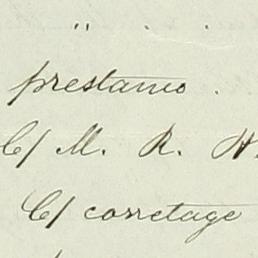 "
prestamo.
C/ M. R. H.
C/ corretage